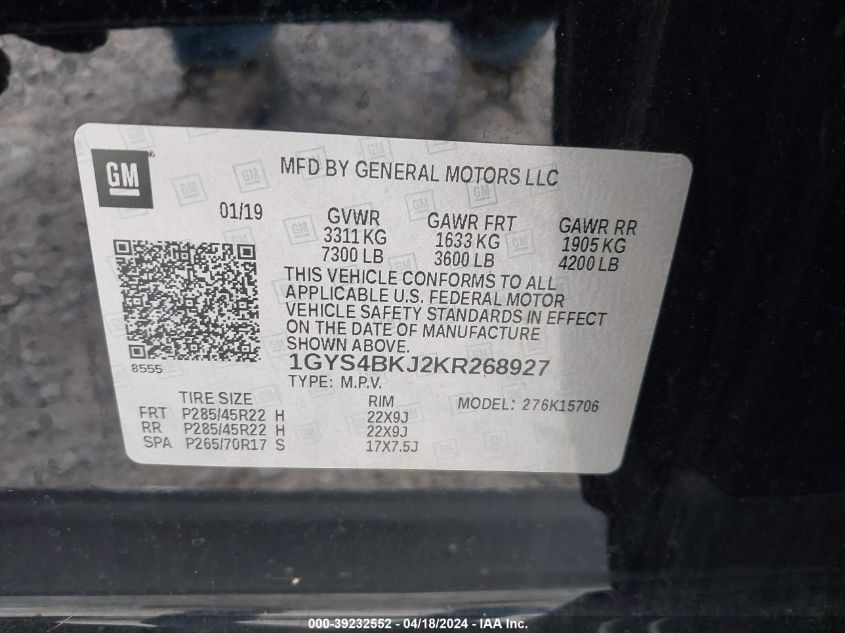 GM
MFD BY GENERAL MOTORS LLC
01/19
GVWR GAWR FRT GAWR RR
3311 KG 1633 KG 1905 KG
7300 LB 3600 LB 4200 LB
THIS VEHICLE CONFORMS TO ALL
APPLICABLE U.S. FEDERAL MOTOR
VEHICLE SAFETY STANDARDS IN EFFECT
ON THE DATE OF MANUFACTURE
SHOWN ABOVE.
8555
1GYS4BKJ2KR268927
TYPE: M.P.V.
TIRE SIZE RIM MODEL: 276K15706
FRT P285/45R22 H 22X9J
RR P285/45R22 H 22X9J
SPA P265/70R17 S 17X7.5J
000-39232552 - 04/18/2024 - IAA Inc.